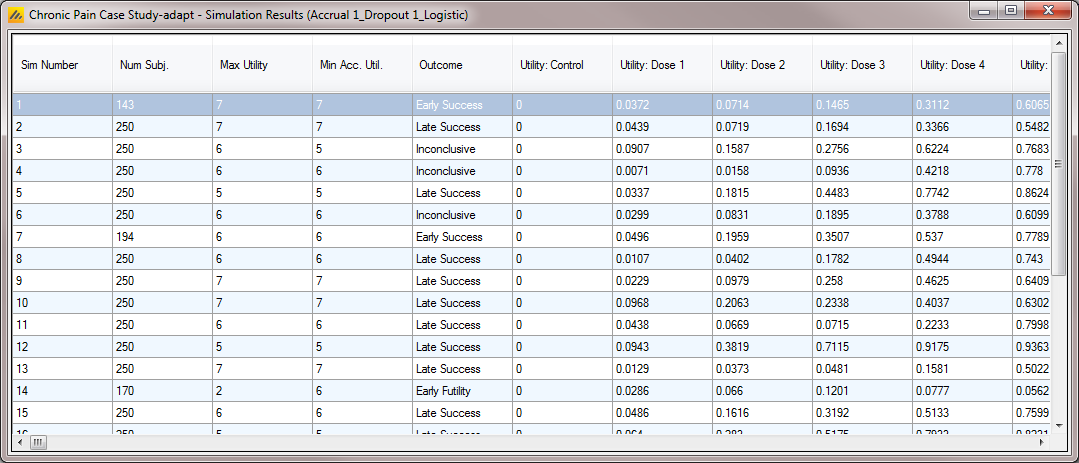 Chronic Pain Case Study-adapt - Simulation Results (Accrual 1_Dropout 1_Logistic)
Sim Number Num Subj. Max Utility Min Acc. Util. Outcome Utility: Control Utility: Dose 1 Utility: Dose 2 Utility: Dose 3 Utility: Dose 4 Utility:
1 143 7 7 Early Success 0 0.0372 0.0714 0.1465 0.3112 0.6065
2 250 7 7 Late Success 0 0.0439 0.0719 0.1694 0.3366 0.5482
3 250 6 5 Inconclusive 0 0.0907 0.1587 0.2756 0.6224 0.7683
4 250 6 6 Inconclusive 0 0.0071 0.0158 0.0936 0.4218 0.778
5 250 5 5 Late Success 0 0.0337 0.1815 0.4483 0.7742 0.8624
6 250 6 6 Inconclusive 0 0.0299 0.0831 0.1895 0.3788 0.6099
7 194 6 6 Early Success 0 0.0496 0.1959 0.3507 0.537 0.7789
8 250 6 6 Late Success 0 0.0107 0.0402 0.1782 0.4944 0.743
9 250 7 7 Late Success 0 0.0229 0.0979 0.258 0.4625 0.6409
10 250 7 7 Late Success 0 0.0968 0.2063 0.2338 0.4037 0.6302
11 250 6 6 Late Success 0 0.0438 0.0669 0.0715 0.2233 0.7998
12 250 5 5 Late Success 0 0.0943 0.3819 0.7115 0.9175 0.9363
13 250 7 7 Late Success 0 0.0129 0.0373 0.0481 0.1581 0.5022
14 170 2 6 Early Futility 0 0.0286 0.066 0.1201 0.0777 0.0562
15 250 6 6 Late Success 0 0.0486 0.1616 0.3192 0.5133 0.7599
16 250 5 5 Late Success 0 0.064